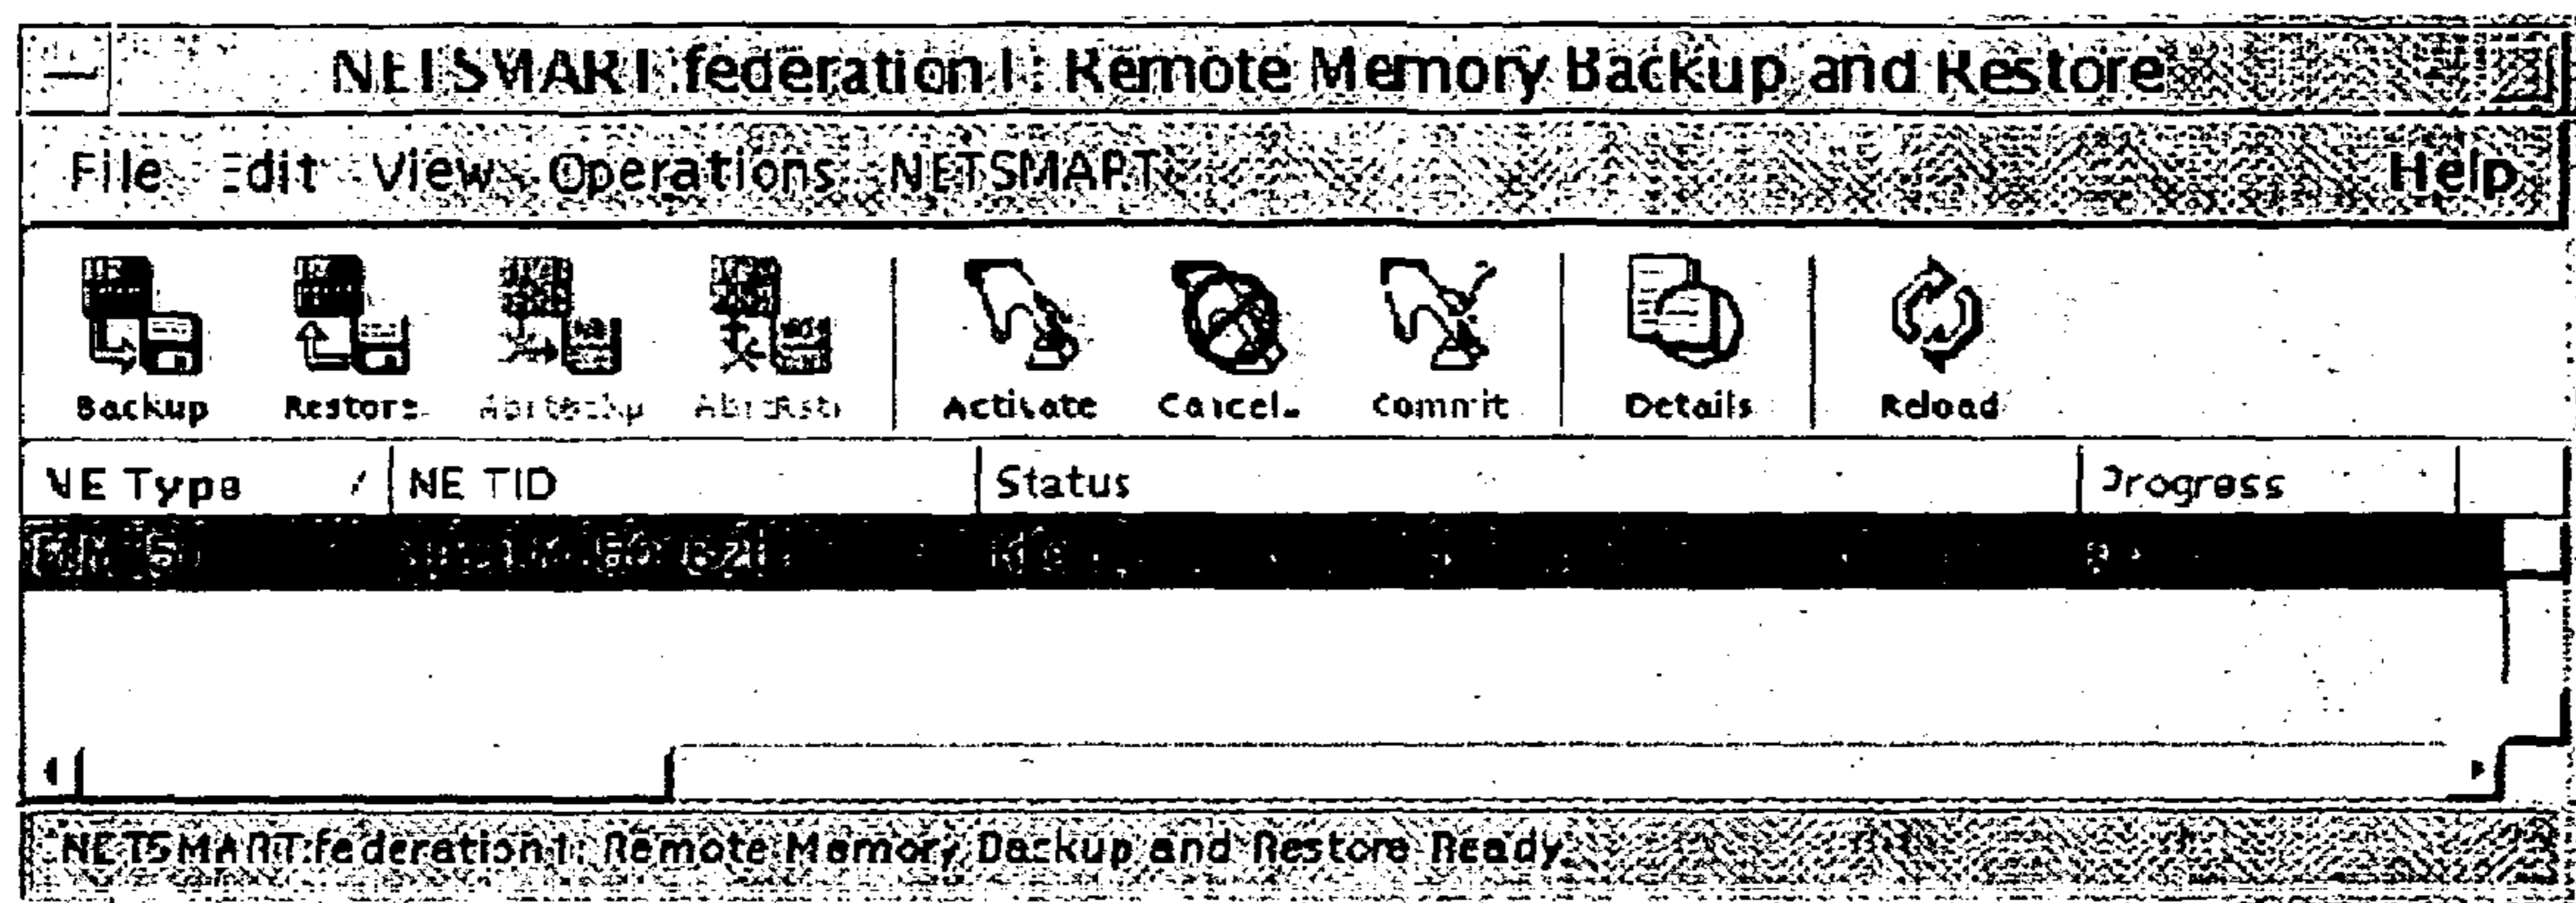 NETSMART:federation1: Remote Memory Backup and Restore
File Edit View Operations NETSMART Help
Backup Restore Activate Cancel Commit Details Reload
NE Type NE TID Status Progress
NETSMART:federation1: Remote Memory Backup and Restore Ready